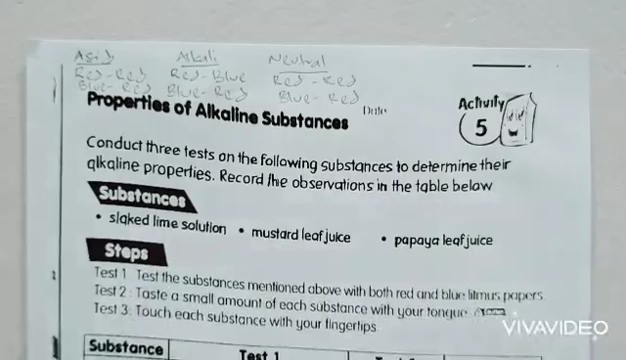 Acid Alkali Neutral
Red-Red Red-Blue Red-Red
Blue-Red Blue-Red Blue-Red
Properties of Alkaline Substances Date
Activity
5
Conduct three tests on the following substances to determine their
alkaline properties. Record the observations in the table below
Substances
• slaked lime solution • mustard leaf juice • papaya leaf juice
Steps
Test 1 Test the substances mentioned above with both red and blue litmus papers.
Test 2: Taste a small amount of each substance with your tongue
Test 3: Touch each substance with your fingertips
Substance Test 1
VIVAVIDEO